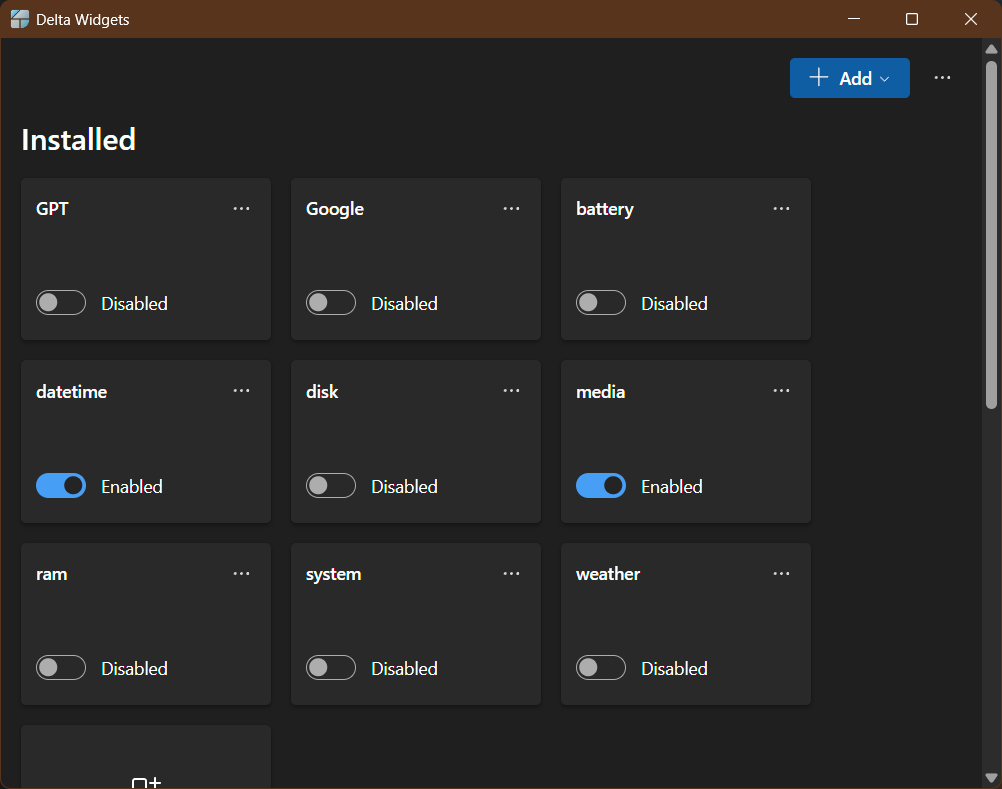 Delta Widgets
Add
Installed
GPT
Google
battery
Disabled
Disabled
Disabled
datetime
disk
media
Enabled
Disabled
Enabled
ram
system
weather
Disabled
Disabled
Disabled